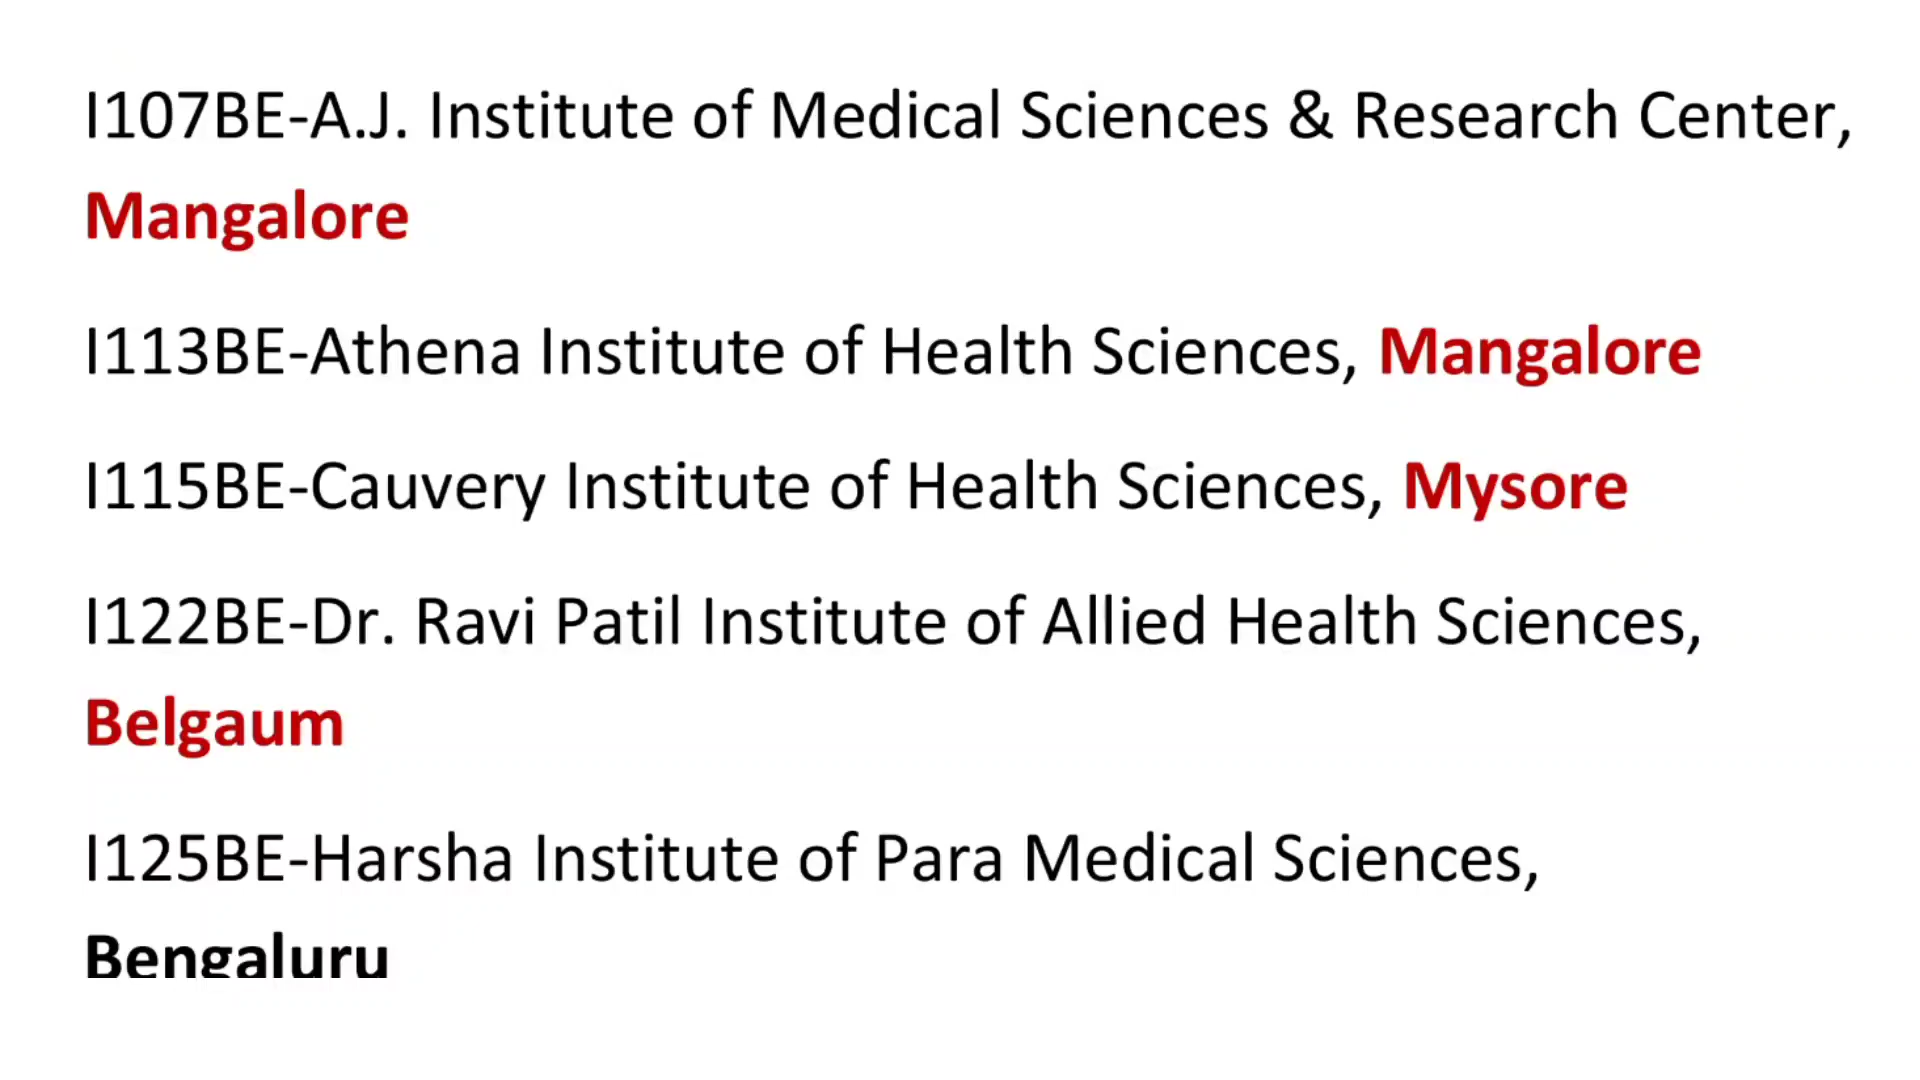 I107BE-A.J. Institute of Medical Sciences & Research Center,
Mangalore
I113BE-Athena Institute of Health Sciences, Mangalore
I115BE-Cauvery Institute of Health Sciences, Mysore
I122BE-Dr. Ravi Patil Institute of Allied Health Sciences,
Belgaum
I125BE-Harsha Institute of Para Medical Sciences,
Bengaluru